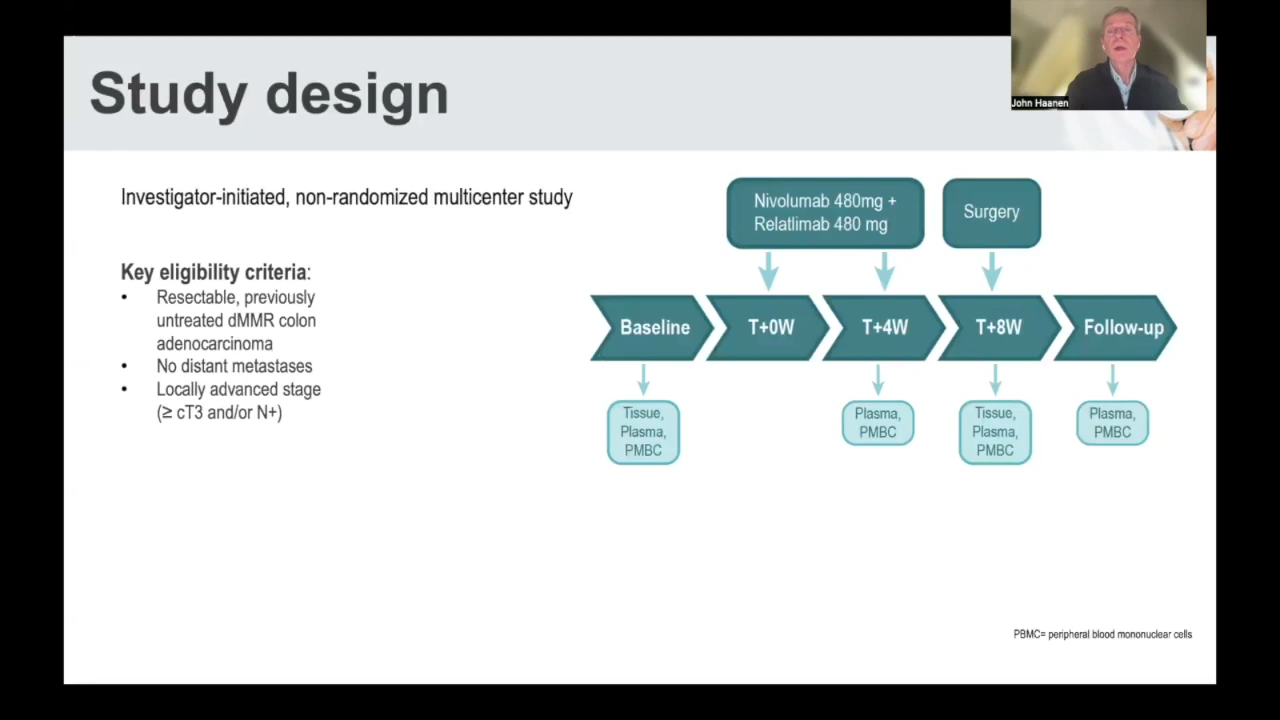 Study design
John Haanen
Investigator-initiated, non-randomized multicenter study
Key eligibility criteria:
• Resectable, previously
untreated dMMR colon
adenocarcinoma
• No distant metastases
• Locally advanced stage
(≥ cT3 and/or N+)
Nivolumab 480mg +
Relatlimab 480 mg
Surgery
Baseline
T+0W
T+4W
T+8W
Follow-up
Tissue,
Plasma,
PMBC
Plasma,
PMBC
Tissue,
Plasma,
PMBC
Plasma,
PMBC
PBMC= peripheral blood mononuclear cells